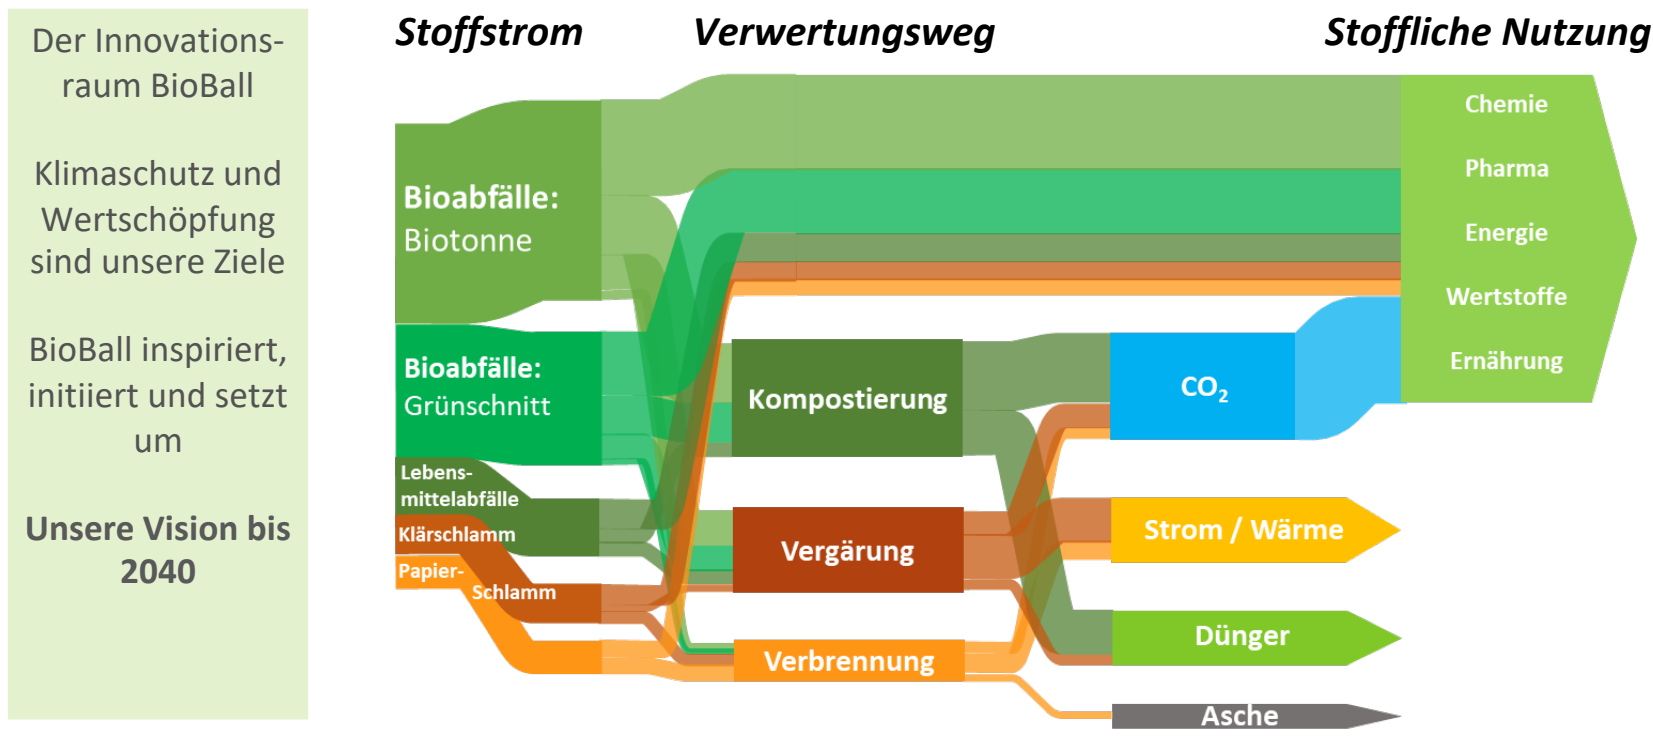 Der Innovations-
raum BioBall
Klimaschutz und
Wertschöpfung
sind unsere Ziele
BioBall inspiriert,
initiiert und setzt
um
Unsere Vision bis
2040
Stoffstrom
Verwertungsweg
Stoffliche Nutzung
Bioabfälle:
Biotonne
Bioabfälle:
Grünschnitt
Lebens-
mittelabfälle
Klärschlamm
Papier-
Schlamm
Kompostierung
Vergärung
Verbrennung
CO₂
Strom / Wärme
Dünger
Asche
Chemie
Pharma
Energie
Wertstoffe
Ernährung